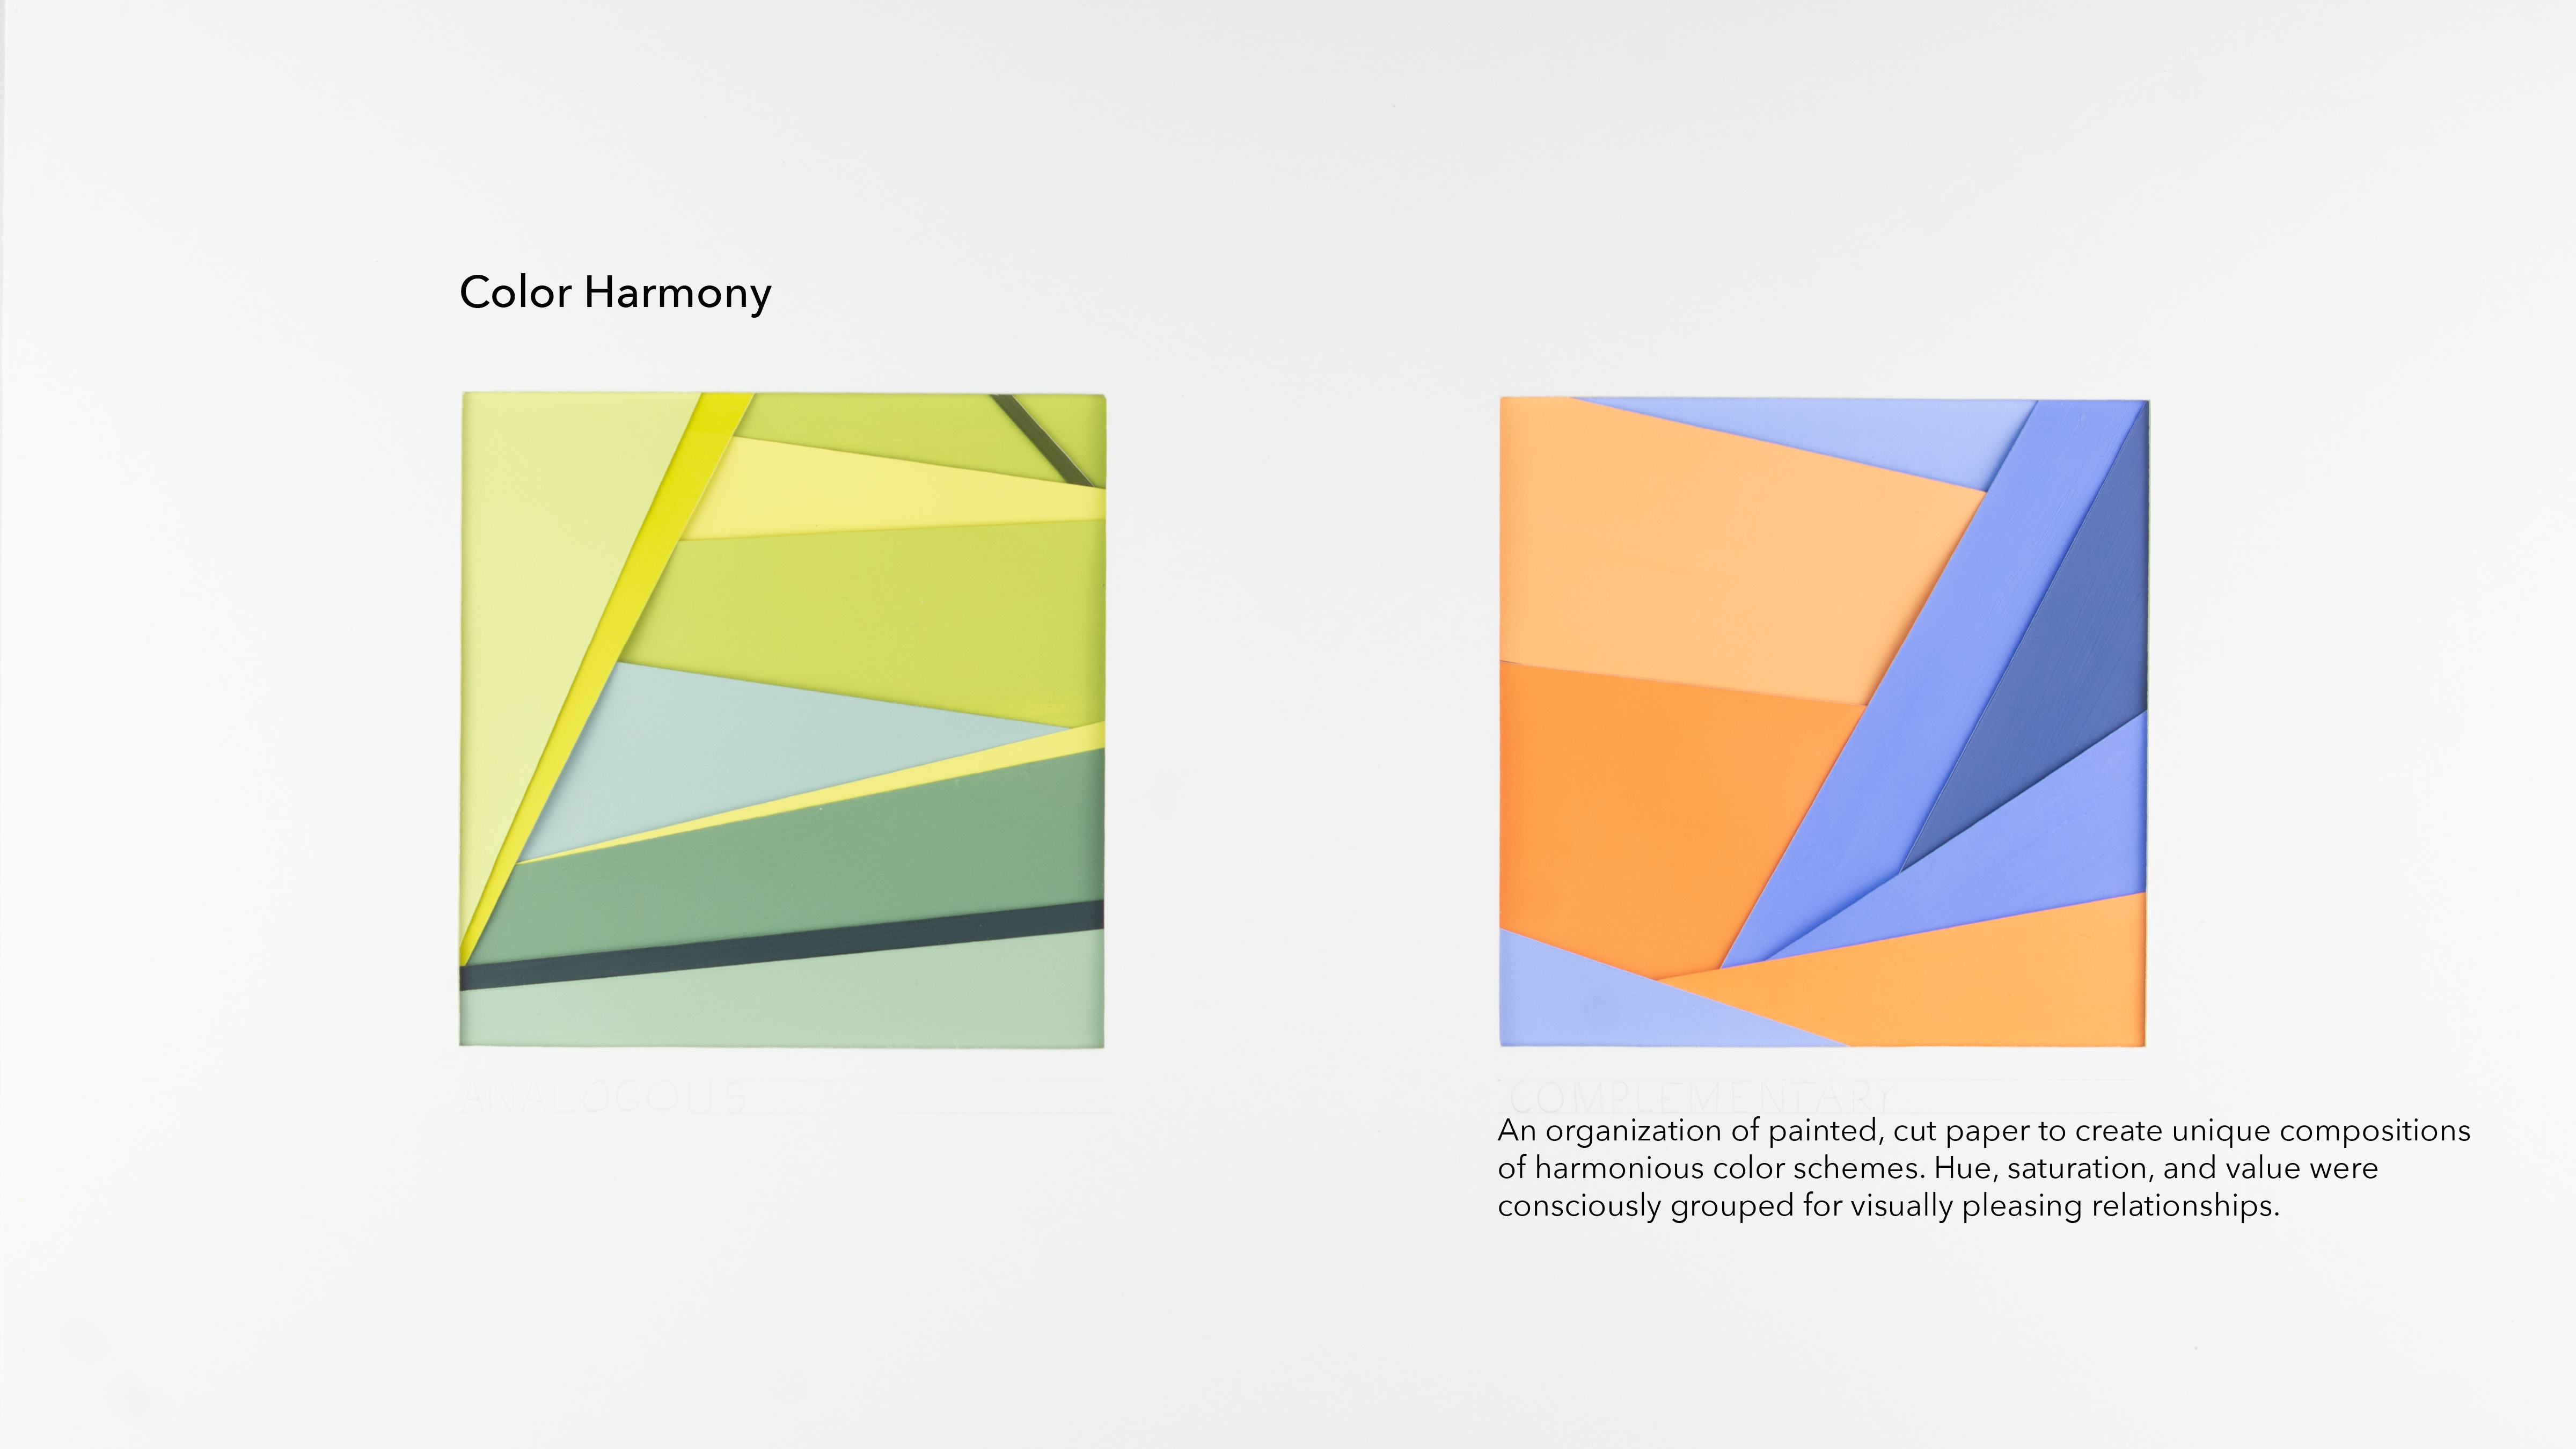 Color Harmony
ANALOGOUS
COMPLEMENTARY
An organization of painted, cut paper to create unique compositions
of harmonious color schemes. Hue, saturation, and value were
consciously grouped for visually pleasing relationships.